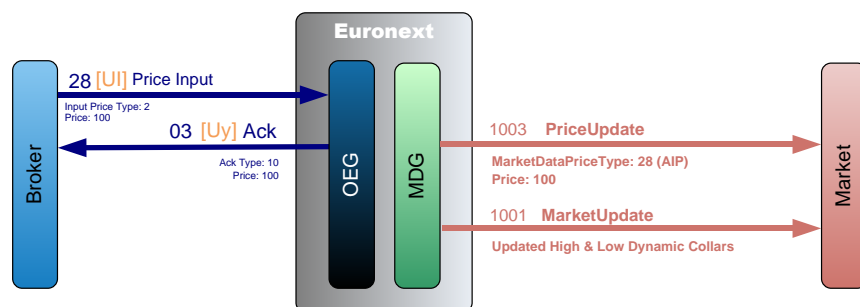 Euronext
28 [UI] Price Input
Input Price Type: 2
Price: 100
03 [Uy] Ack
Ack Type: 10
Price: 100
Broker
OEG
MDG
1003 PriceUpdate
MarketDataPriceType: 28 (AIP)
Price: 100
1001 MarketUpdate
Updated High & Low Dynamic Collars
Market